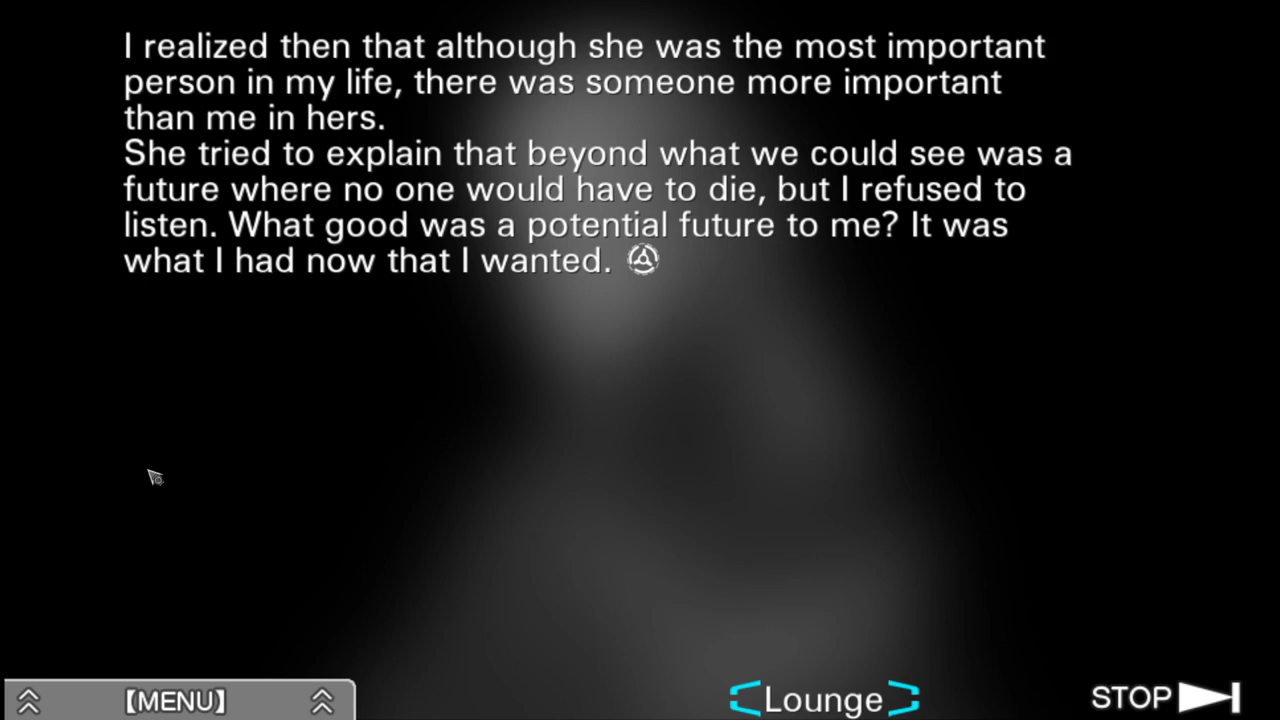 I realized then that although she was the most important
person in my life, there was someone more important
than me in hers.
She tried to explain that beyond what we could see was a
future where no one would have to die, but I refused to
listen. What good was a potential future to me? It was
what I had now that I wanted.
【MENU】
Lounge
STOP